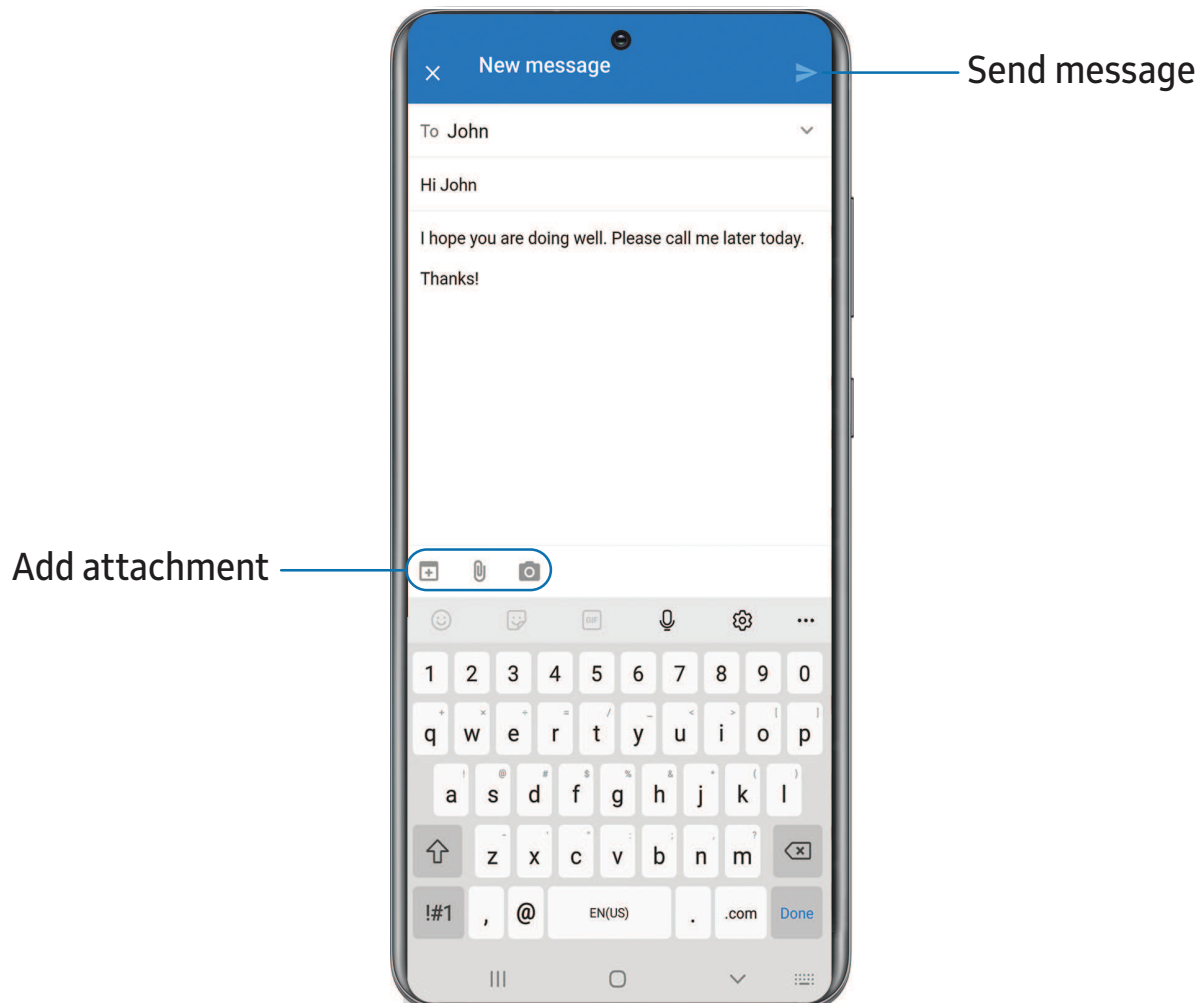 New message
Send message
To John
Hi John
I hope you are doing well. Please call me later today.
Thanks!
Add attachment
GIF
1 2 3 4 5 6 7 8 9 0
+ × ÷ = / _ < > [ ]
q w e r t y u i o p
! @ # $ % & * ( )
a s d f g h j k l
- ' " : ; , ?
z x c v b n m
!#1 , @ EN(US) . .com Done